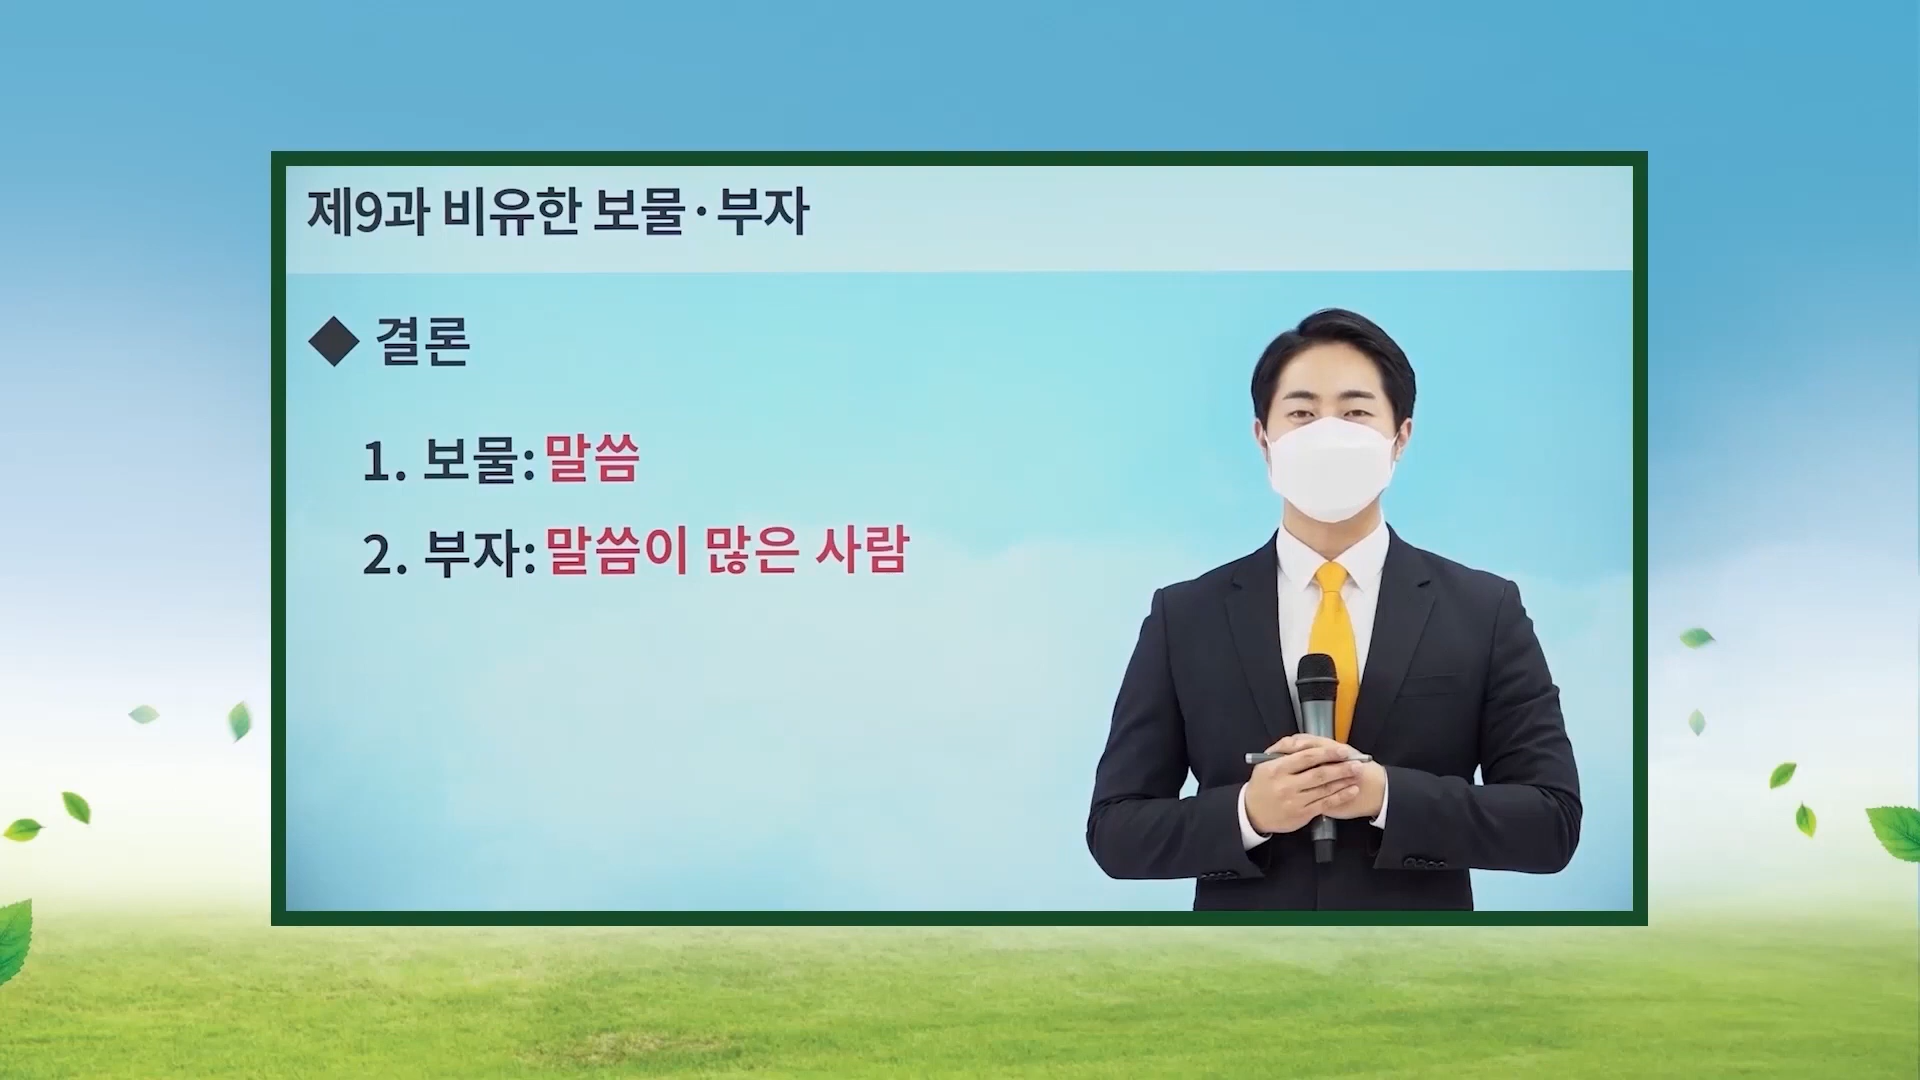 제9과 비유한 보물·부자
◆ 결론
1. 보물: 말씀
2. 부자: 말씀이 많은 사람